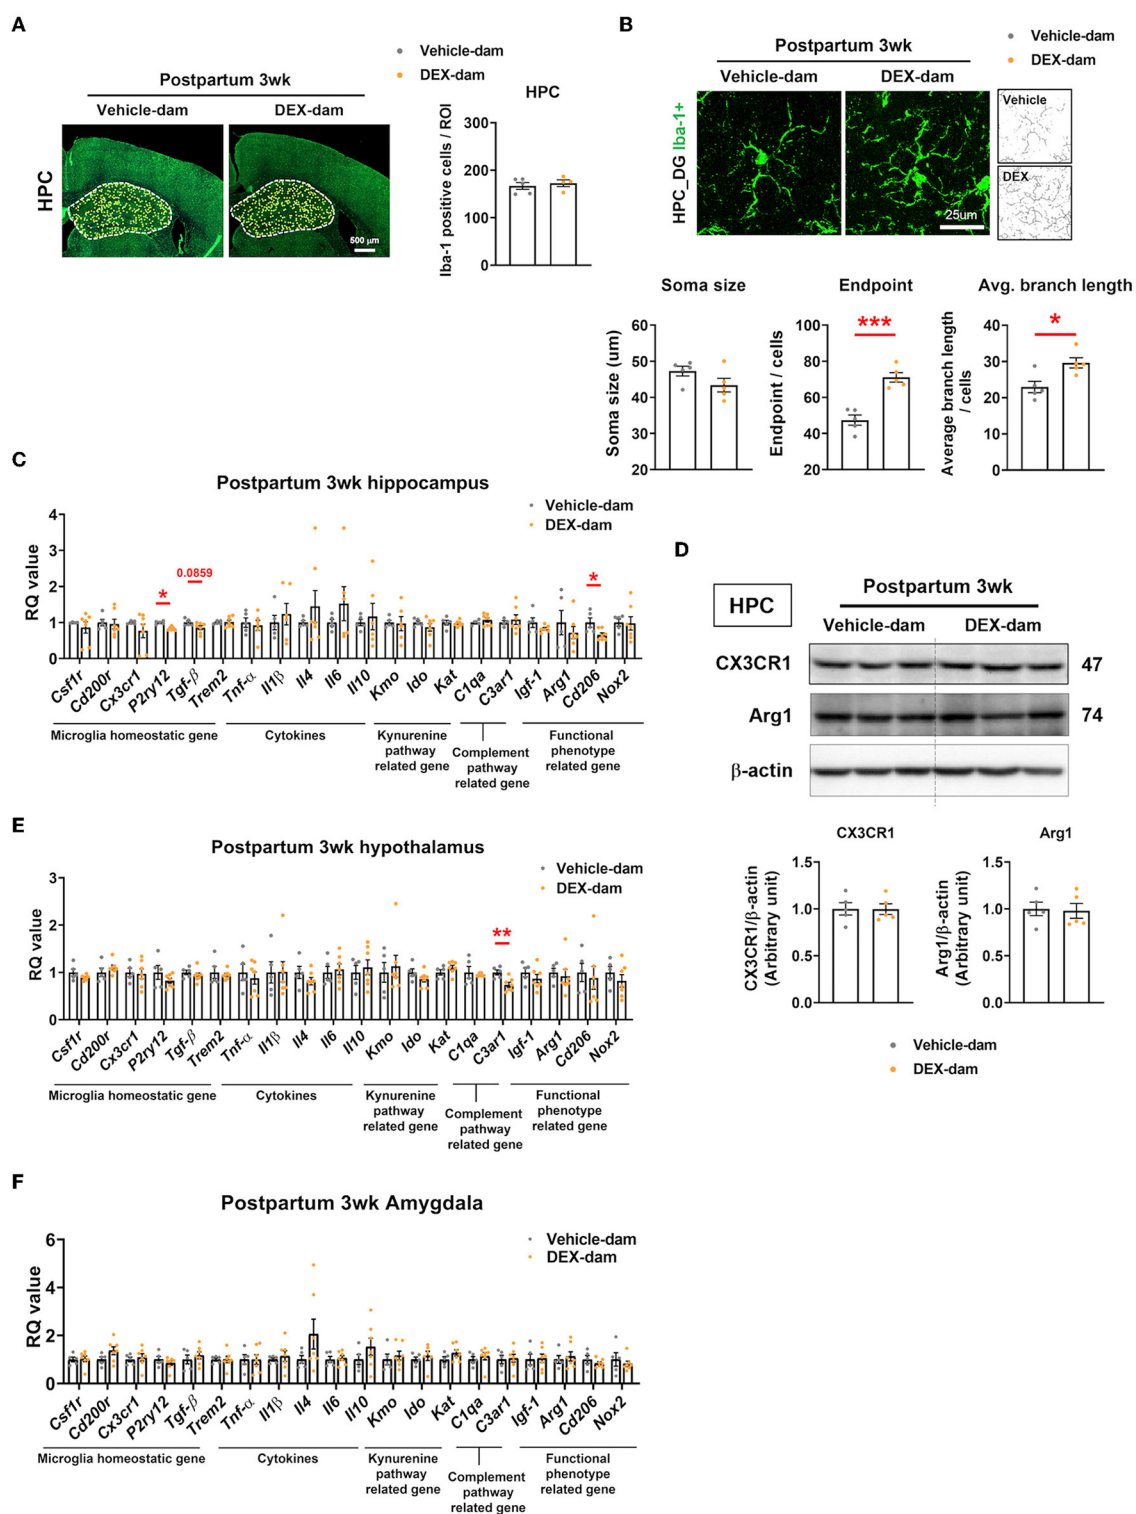 A
Vehicle-dam
DEX-dam
Postpartum 3wk
Vehicle-dam
DEX-dam
HPC
500 μm
HPC
Iba-1 positive cells / ROI
300
200
100
0
B
Vehicle-dam
DEX-dam
Postpartum 3wk
Vehicle-dam
DEX-dam
HPC_DG Iba-1+
25um
Vehicle
DEX
Soma size
Soma size (um)
60
50
40
30
20
Endpoint
Endpoint / cells
100
80
60
40
20
***
Avg. branch length
Average branch length
/ cells
40
30
20
10
0
*
C
Postpartum 3wk hippocampus
Vehicle-dam
DEX-dam
RQ value
4
3
2
1
0
*
0.0859
*
Csf1r
Cd200r
Cx3cr1
P2ry12
Tgf-β
Trem2
Tnf-α
Il1β
Il4
Il6
Il10
Kmo
Ido
Kat
C1qa
C3ar1
Igf-1
Arg1
Cd206
Nox2
Microglia homeostatic gene
Cytokines
Kynurenine
pathway
related gene
Complement
pathway
related gene
Functional
phenotype
related gene
D
HPC
Postpartum 3wk
Vehicle-dam
DEX-dam
CX3CR1
47
Arg1
74
β-actin
CX3CR1
CX3CR1/β-actin
(Arbitrary unit)
1.5
1.0
0.5
0.0
Arg1
Arg1/β-actin
(Arbitrary unit)
1.5
1.0
0.5
0.0
Vehicle-dam
DEX-dam
E
Postpartum 3wk hypothalamus
Vehicle-dam
DEX-dam
RQ value
3
2
1
0
**
Csf1r
Cd200r
Cx3cr1
P2ry12
Tgf-β
Trem2
Tnf-α
Il1β
Il4
Il6
Il10
Kmo
Ido
Kat
C1qa
C3ar1
Igf-1
Arg1
Cd206
Nox2
Microglia homeostatic gene
Cytokines
Kynurenine
pathway
related gene
Complement
pathway
related gene
Functional
phenotype
related gene
F
Postpartum 3wk Amygdala
Vehicle-dam
DEX-dam
RQ value
6
4
2
0
Csf1r
Cd200r
Cx3cr1
P2ry12
Tgf-β
Trem2
Tnf-α
Il1β
Il4
Il6
Il10
Kmo
Ido
Kat
C1qa
C3ar1
Igf-1
Arg1
Cd206
Nox2
Microglia homeostatic gene
Cytokines
Kynurenine
pathway
related gene
Complement
pathway
related gene
Functional
phenotype
related gene